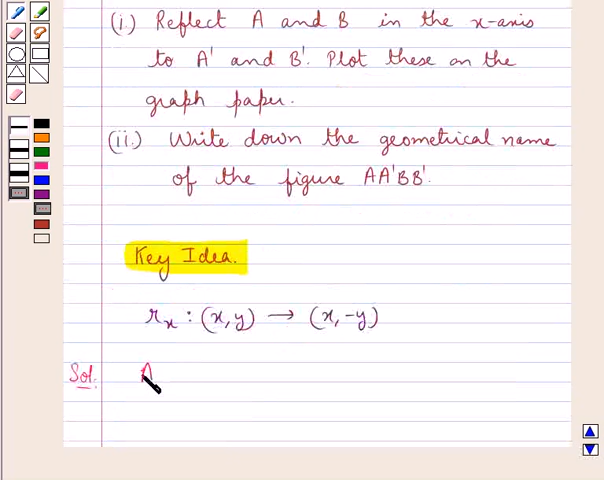 (i.) Reflect A and B in the x-axis
to A' and B'. Plot these on the
graph paper.
(ii.) Write down the geometrical name
of the figure AA'BB'.
Key Idea.
r_x : (x, y) → (x, -y)
Sol. A